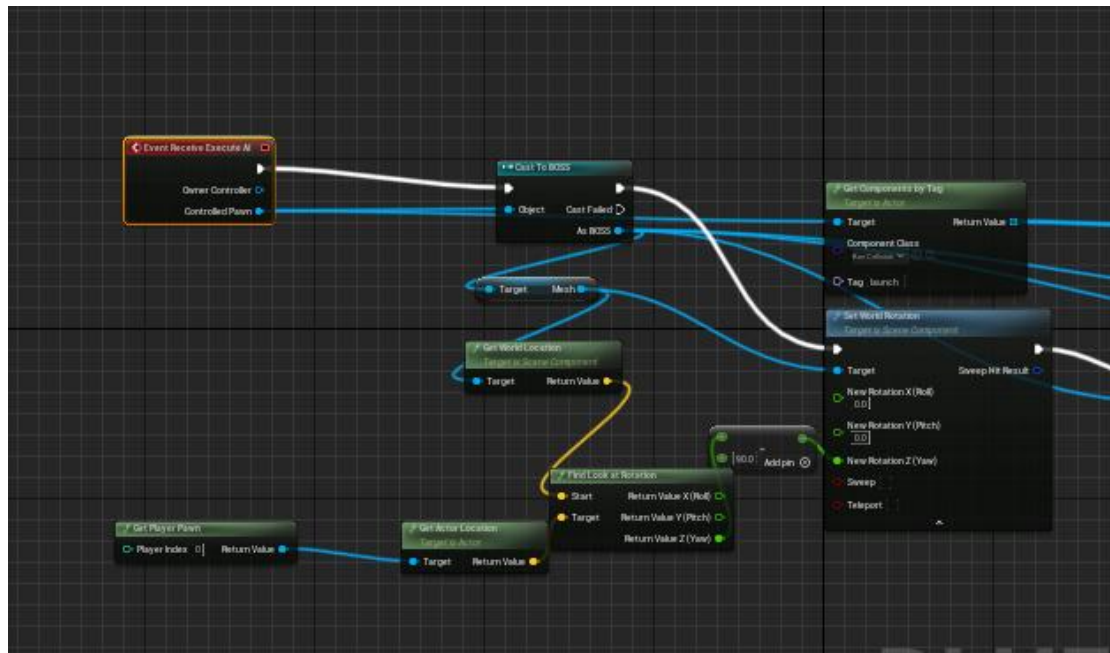 Event Receive Execute AI
Owner Controller
Controlled Pawn
Cast To BOSS
Object
Cast Failed
As BOSS
Target
Mesh
Get World Location
Target is Scene Component
Target
Return Value
Get Components by Tag
Target is Actor
Target
Return Value
Component Class
Box Collision
Tag
launch
Set World Rotation
Target is Scene Component
Target
Sweep Hit Result
New Rotation X (Roll)
0.0
New Rotation Y (Pitch)
0.0
New Rotation Z (Yaw)
Sweep
Teleport
-
90.0
Add pin
Find Look at Rotation
Start
Return Value X (Roll)
Target
Return Value Y (Pitch)
Return Value Z (Yaw)
Get Player Pawn
Player Index
0
Return Value
Get Actor Location
Target is Actor
Target
Return Value